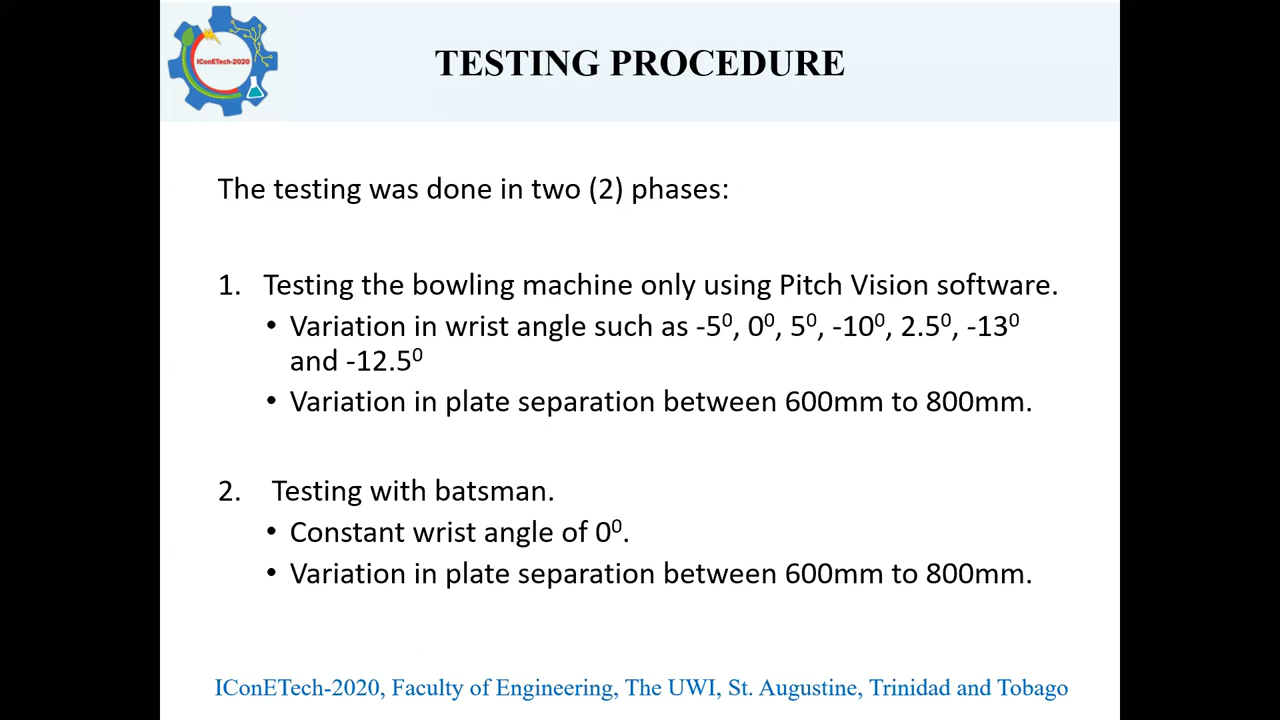 IConETech-2020
TESTING PROCEDURE
The testing was done in two (2) phases:
1. Testing the bowling machine only using Pitch Vision software.
• Variation in wrist angle such as -5⁰, 0⁰, 5⁰, -10⁰, 2.5⁰, -13⁰
and -12.5⁰
• Variation in plate separation between 600mm to 800mm.
2. Testing with batsman.
• Constant wrist angle of 0⁰.
• Variation in plate separation between 600mm to 800mm.
IConETech-2020, Faculty of Engineering, The UWI, St. Augustine, Trinidad and Tobago